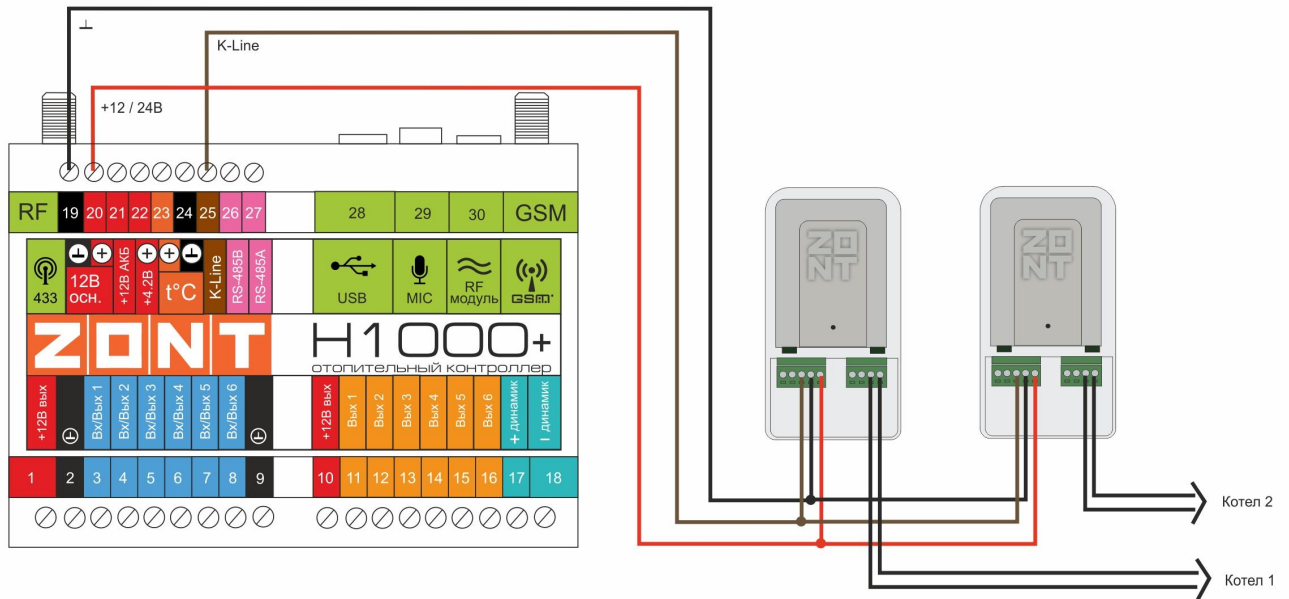 ⊥
K-Line
+12 / 24В
RF 19 20 21 22 23 24 25 26 27 28 29 30 GSM
433
12В осн.
+12В АКБ
+4.2В
t°C
K-Line
RS-485B
RS-485A
USB
MIC
RF модуль
GSM
ZONT
H1000+
отопительный контроллер
+12В вых
Вх/Вых 1
Вх/Вых 2
Вх/Вых 3
Вх/Вых 4
Вх/Вых 5
Вх/Вых 6
+12В вых
Вых 1
Вых 2
Вых 3
Вых 4
Вых 5
Вых 6
+ динамик
– динамик
1 2 3 4 5 6 7 8 9 10 11 12 13 14 15 16 17 18
ZONT
ZONT
Котел 2
Котел 1